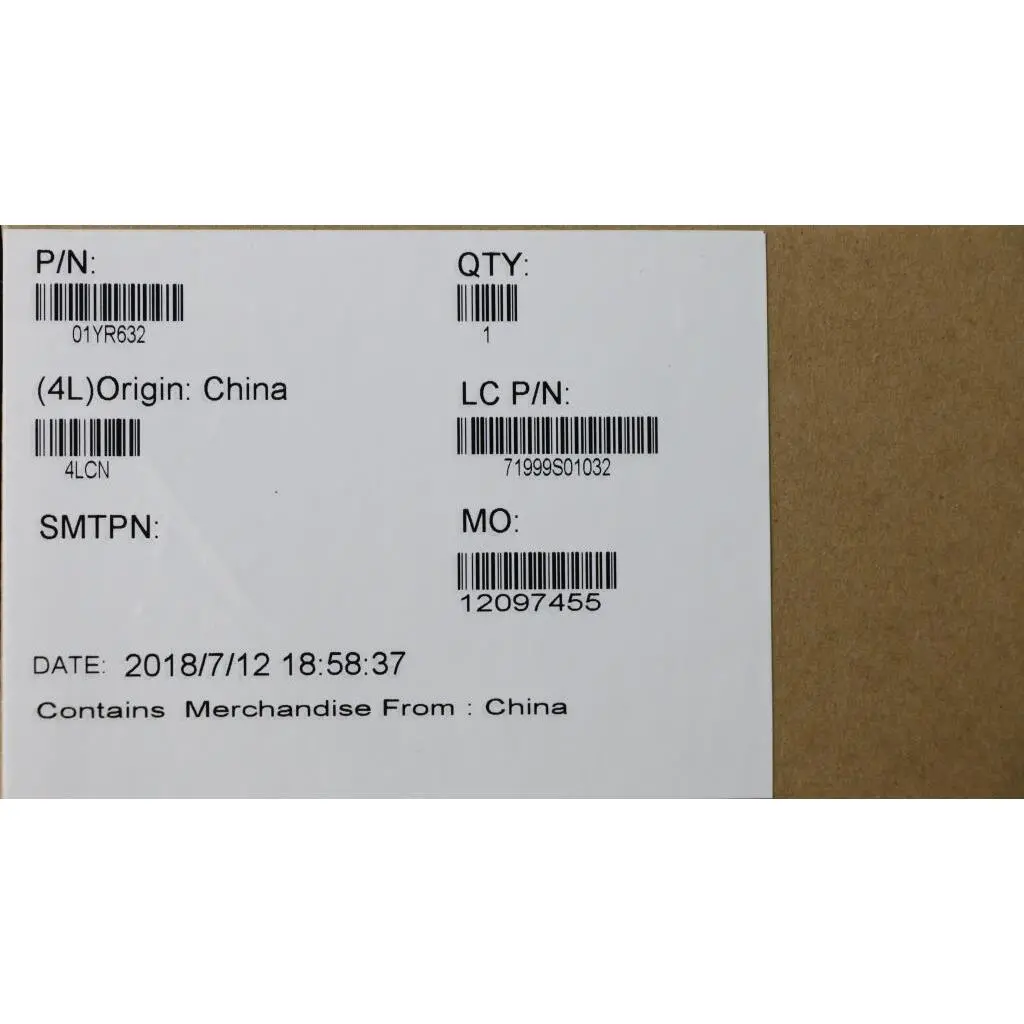 P/N:
01YR632
QTY:
1
(4L)Origin: China
4LCN
LC P/N:
71999S01032
SMTPN:
MO:
12097455
DATE: 2018/7/12 18:58:37
Contains Merchandise From : China